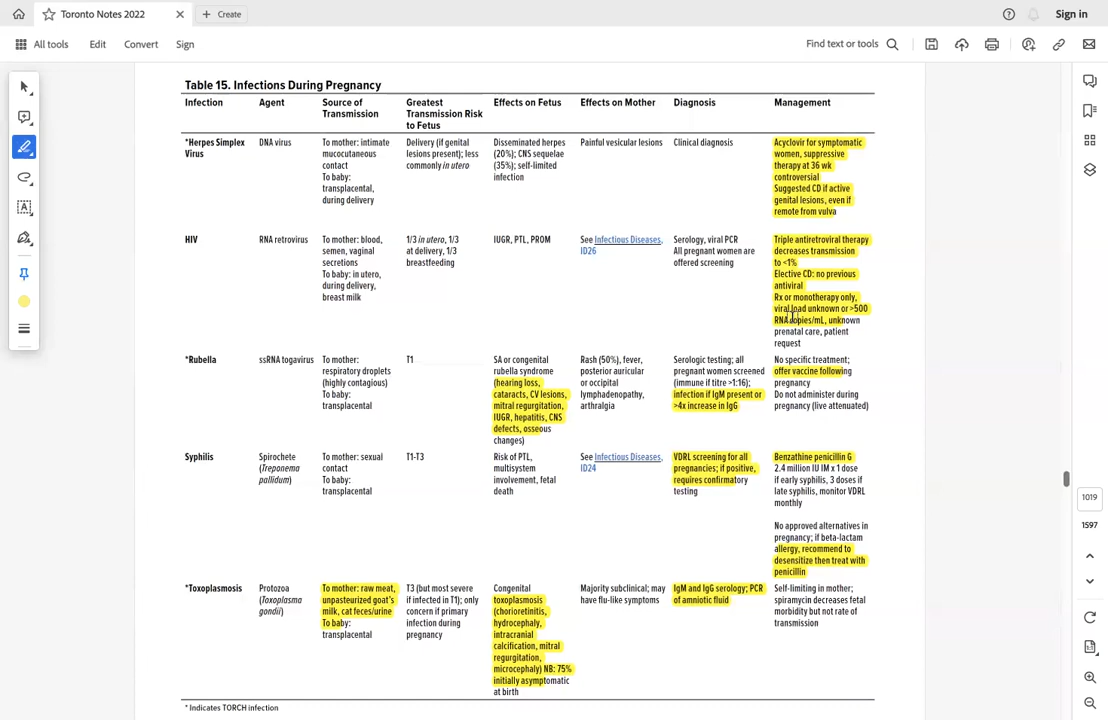 Toronto Notes 2022
Create
Sign in
All tools
Edit
Convert
Sign
Find text or tools
Table 15. Infections During Pregnancy
Infection
Agent
Source of
Transmission
Greatest
Transmission Risk
to Fetus
Effects on Fetus
Effects on Mother
Diagnosis
Management
*Herpes Simplex
Virus
DNA virus
To mother: intimate
mucocutaneous
contact
To baby:
transplacental,
during delivery
Delivery (if genital
lesions present); less
commonly in utero
Disseminated herpes
(20%); CNS sequelae
(35%); self-limited
infection
Painful vesicular lesions
Clinical diagnosis
Acyclovir for symptomatic
women, suppressive
therapy at 36 wk
controversial
Suggested CD if active
genital lesions, even if
remote from vulva
HIV
RNA retrovirus
To mother: blood,
semen, vaginal
secretions
To baby: in utero,
during delivery,
breast milk
1/3 in utero, 1/3
at delivery, 1/3
breastfeeding
IUGR, PTL, PROM
See Infectious Diseases,
ID26
Serology, viral PCR
All pregnant women are
offered screening
Triple antiretroviral therapy
decreases transmission
to <1%
Elective CD: no previous
antiviral
Rx or monotherapy only,
viral load unknown or >500
RNA copies/mL, unknown
prenatal care, patient
request
*Rubella
ssRNA togavirus
To mother:
respiratory droplets
(highly contagious)
To baby:
transplacental
T1
SA or congenital
rubella syndrome
(hearing loss,
cataracts, CV lesions,
mitral regurgitation,
IUGR, hepatitis, CNS
defects, osseous
changes)
Rash (50%), fever,
posterior auricular
or occipital
lymphadenopathy,
arthralgia
Serologic testing; all
pregnant women screened
(immune if titre >1:16);
infection if IgM present or
>4x increase in IgG
No specific treatment;
offer vaccine following
pregnancy
Do not administer during
pregnancy (live attenuated)
Syphilis
Spirochete
(Treponema
pallidum)
To mother: sexual
contact
To baby:
transplacental
T1-T3
Risk of PTL,
multisystem
involvement, fetal
death
See Infectious Diseases,
ID24
VDRL screening for all
pregnancies; if positive,
requires confirmatory
testing
Benzathine penicillin G
2.4 million IU IM x 1 dose
if early syphilis, 3 doses if
late syphilis, monitor VDRL
monthly
No approved alternatives in
pregnancy; if beta-lactam
allergy, recommend to
desensitize then treat with
penicillin
*Toxoplasmosis
Protozoa
(Toxoplasma
gondii)
To mother: raw meat,
unpasteurized goat's
milk, cat feces/urine
To baby:
transplacental
T3 (but most severe
if infected in T1); only
concern if primary
infection during
pregnancy
Congenital
toxoplasmosis
(chorioretinitis,
hydrocephaly,
intracranial
calcification, mitral
regurgitation,
microcephaly) NB: 75%
initially asymptomatic
at birth
Majority subclinical; may
have flu-like symptoms
IgM and IgG serology; PCR
of amniotic fluid
Self-limiting in mother;
spiramycin decreases fetal
morbidity but not rate of
transmission
* Indicates TORCH infection
1019
1597